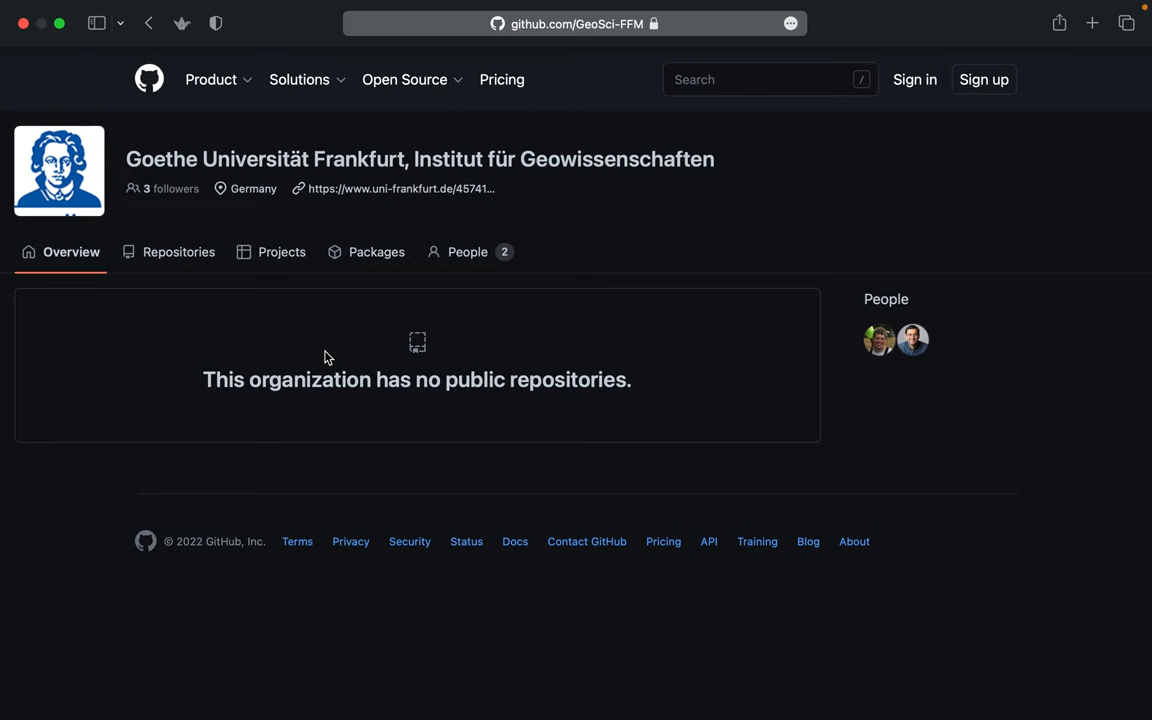 github.com/GeoSci-FFM
Product Solutions Open Source Pricing Search / Sign in Sign up
Goethe Universität Frankfurt, Institut für Geowissenschaften
3 followers Germany https://www.uni-frankfurt.de/45741...
Overview Repositories Projects Packages People 2
People
This organization has no public repositories.
© 2022 GitHub, Inc. Terms Privacy Security Status Docs Contact GitHub Pricing API Training Blog About